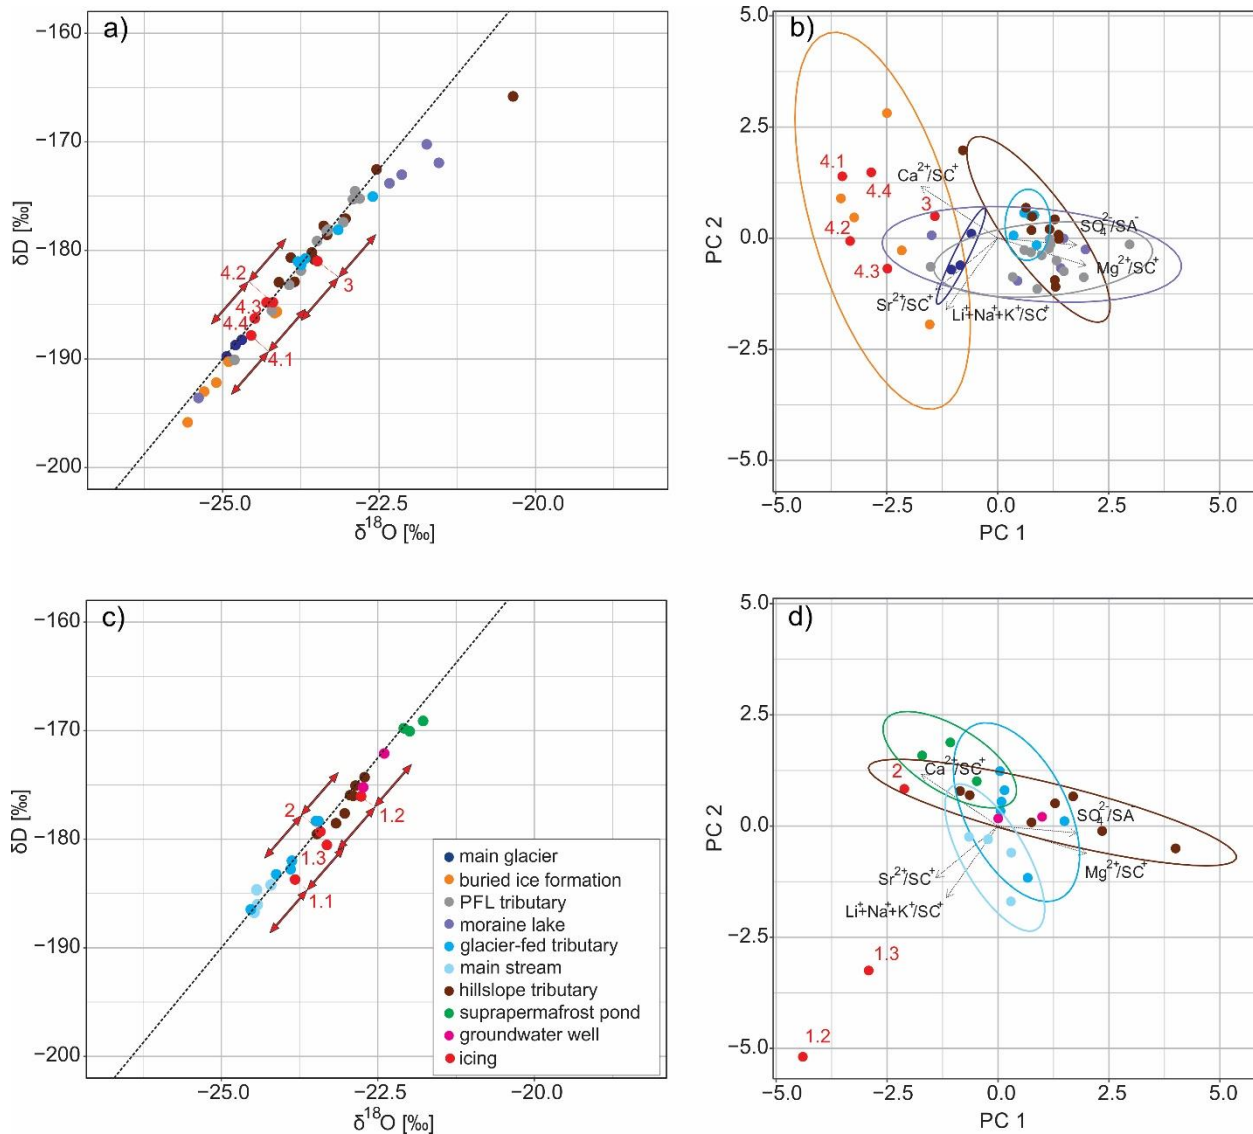 a)
−160
−170
−180
−190
−200
δD [‰]
4.2
4.3
4.4
3
4.1
−25.0
−22.5
−20.0
δ18O [‰]
b)
5.0
2.5
0.0
−2.5
−5.0
PC 2
4.1
4.4
3
4.2
4.3
Ca2+/SC+
SO42-/SA-
Mg2+/SC+
Sr2+/SC+
Li++Na++K+/SC+
−5.0
−2.5
0.0
2.5
5.0
PC 1
c)
−160
−170
−180
−190
−200
δD [‰]
2
1.2
1.3
1.1
main glacier
buried ice formation
PFL tributary
moraine lake
glacier-fed tributary
main stream
hillslope tributary
suprapermafrost pond
groundwater well
icing
−25.0
−22.5
−20.0
δ18O [‰]
d)
5.0
2.5
0.0
−2.5
−5.0
PC 2
2
Ca2+/SC+
SO42-/SA
Mg2+/SC+
Sr2+/SC+
Li++Na++K+/SC+
1.3
1.2
−5.0
−2.5
0.0
2.5
5.0
PC 1